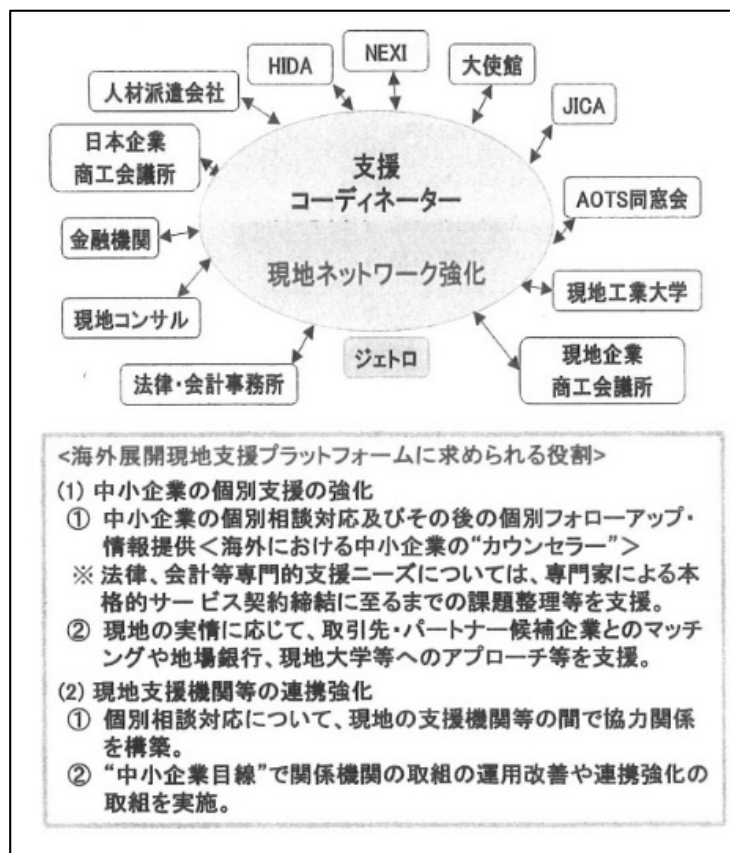 HIDA
NEXI
大使館
人材派遣会社
JICA
日本企業
商工会議所
支援
コーディネーター
AOTS同窓会
金融機関
現地ネットワーク強化
現地工業大学
現地コンサル
ジェトロ
現地企業
商工会議所
法律・会計事務所
<海外展開現地支援プラットフォームに求められる役割>
(1) 中小企業の個別支援の強化
① 中小企業の個別相談対応及びその後の個別フォローアップ・
情報提供<海外における中小企業の“カウンセラー”>
※ 法律、会計等専門的支援ニーズについては、専門家による本
格的サービス契約締結に至るまでの課題整理等を支援。
② 現地の実情に応じて、取引先・パートナー候補企業とのマッチ
ングや地場銀行、現地大学等へのアプローチ等を支援。
(2) 現地支援機関等の連携強化
① 個別相談対応について、現地の支援機関等の間で協力関係
を構築。
② “中小企業目線”で関係機関の取組の運用改善や連携強化の
取組を実施。